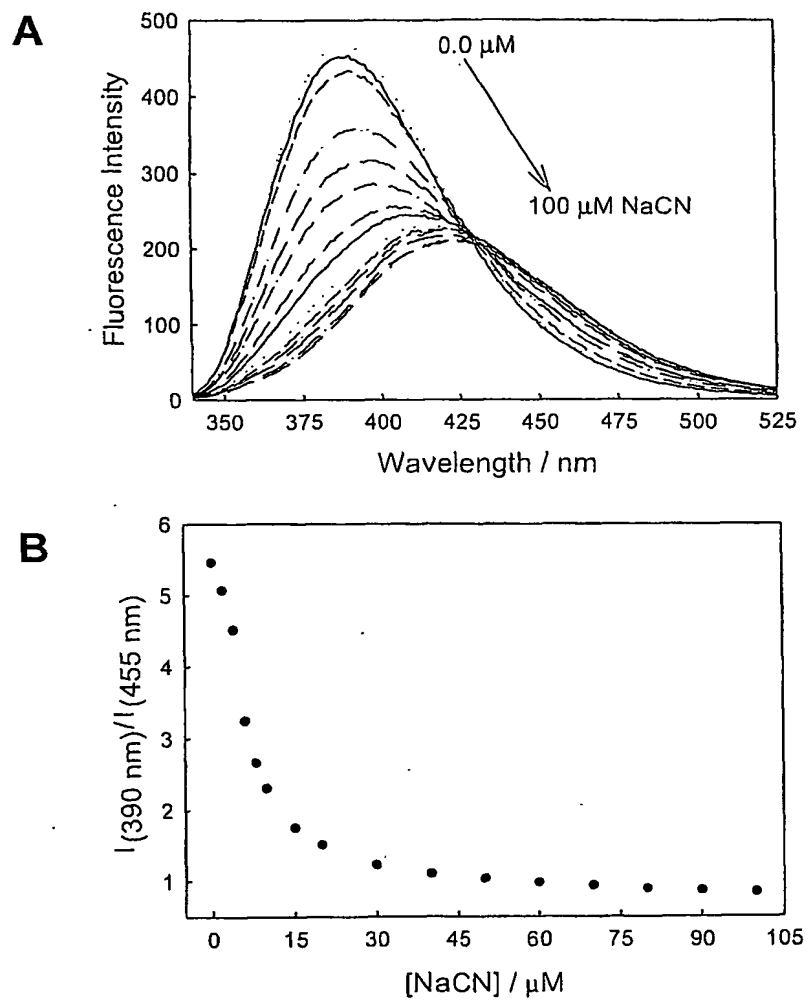 A
500
400
300
200
100
0
Fluorescence Intensity
0.0 μM
100 μM NaCN
350 375 400 425 450 475 500 525
Wavelength / nm
B
6
5
4
3
2
1
I(390 nm)/I(455 nm)
0 15 30 45 60 75 90 105
[NaCN] / μM